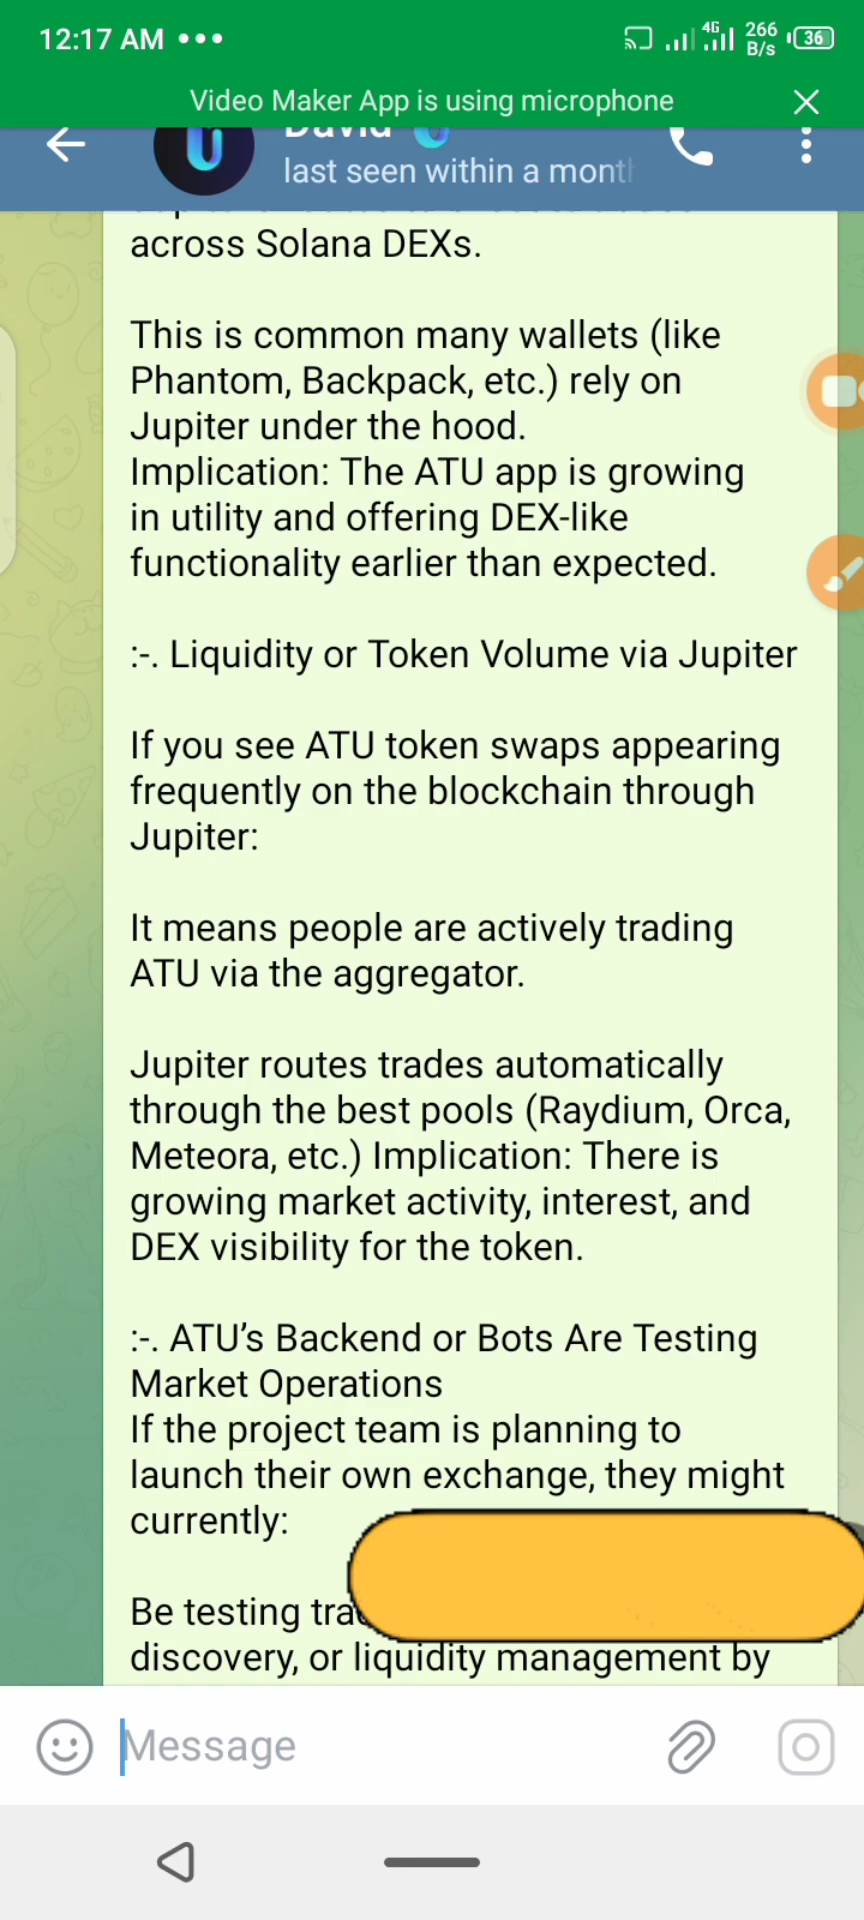 12:17 AM
4G
266
B/s
36
Video Maker App is using microphone
David
last seen within a month
across Solana DEXs.
This is common many wallets (like
Phantom, Backpack, etc.) rely on
Jupiter under the hood.
Implication: The ATU app is growing
in utility and offering DEX-like
functionality earlier than expected.
:-. Liquidity or Token Volume via Jupiter
If you see ATU token swaps appearing
frequently on the blockchain through
Jupiter:
It means people are actively trading
ATU via the aggregator.
Jupiter routes trades automatically
through the best pools (Raydium, Orca,
Meteora, etc.) Implication: There is
growing market activity, interest, and
DEX visibility for the token.
:-. ATU’s Backend or Bots Are Testing
Market Operations
If the project team is planning to
launch their own exchange, they might
currently:
Be testing
discovery, or liquidity management by
Message